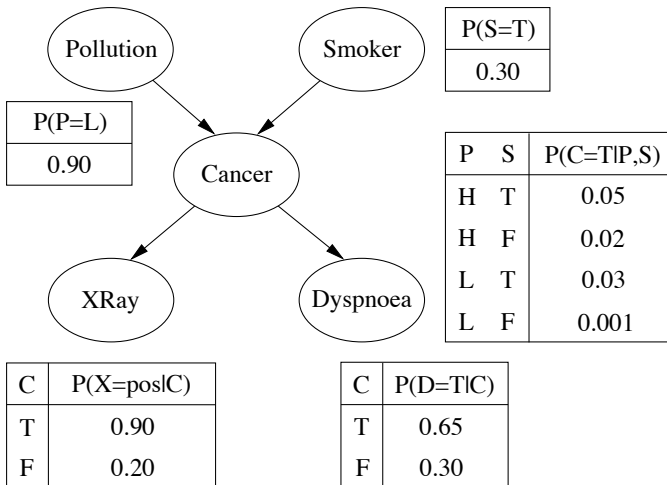 Pollution
Smoker
P(S=T)
0.30
P(P=L)
0.90
Cancer
P S P(C=T|P,S)
H T 0.05
H F 0.02
L T 0.03
L F 0.001
XRay
Dyspnoea
C P(X=pos|C)
T 0.90
F 0.20
C P(D=T|C)
T 0.65
F 0.30